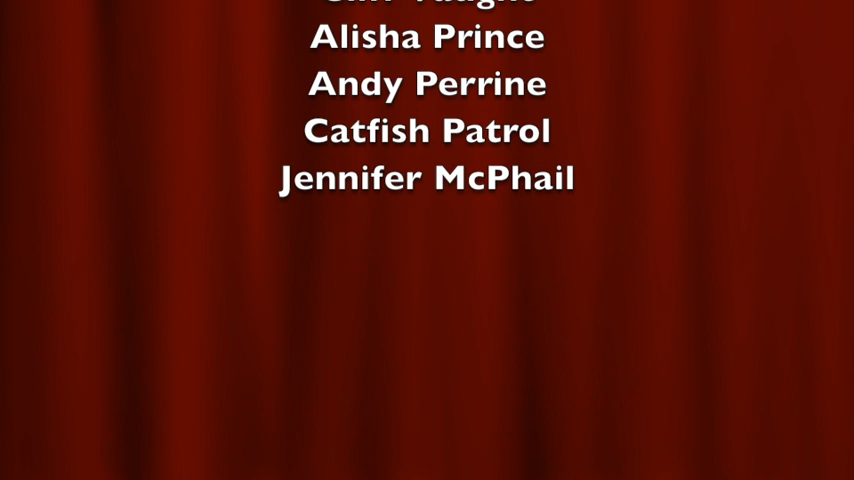 Alisha Prince
Andy Perrine
Catfish Patrol
Jennifer McPhail